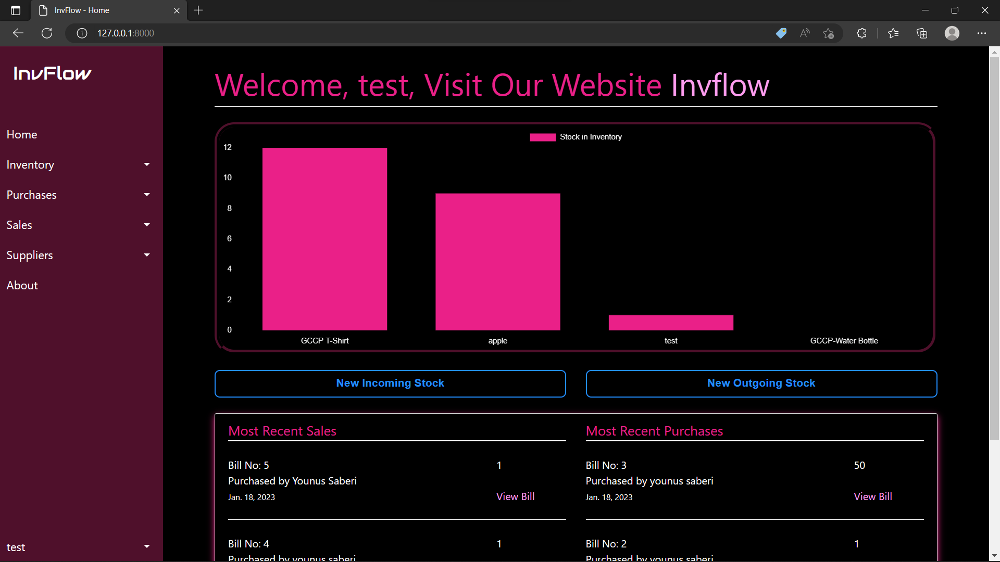 InvFlow - Home
127.0.0.1:8000
InvFlow
Home
Inventory
Purchases
Sales
Suppliers
About
test
Welcome, test, Visit Our Website Invflow
Stock in Inventory
12
10
8
6
4
2
0
GCCP T-Shirt apple test GCCP-Water Bottle
New Incoming Stock
New Outgoing Stock
Most Recent Sales
Bill No: 5 1
Purchased by Younus Saberi
Jan. 18, 2023 View Bill
Bill No: 4 1
Purchased by younus saberi
Most Recent Purchases
Bill No: 3 50
Purchased by younus saberi
Jan. 18, 2023 View Bill
Bill No: 2 1
Purchased by younus saberi